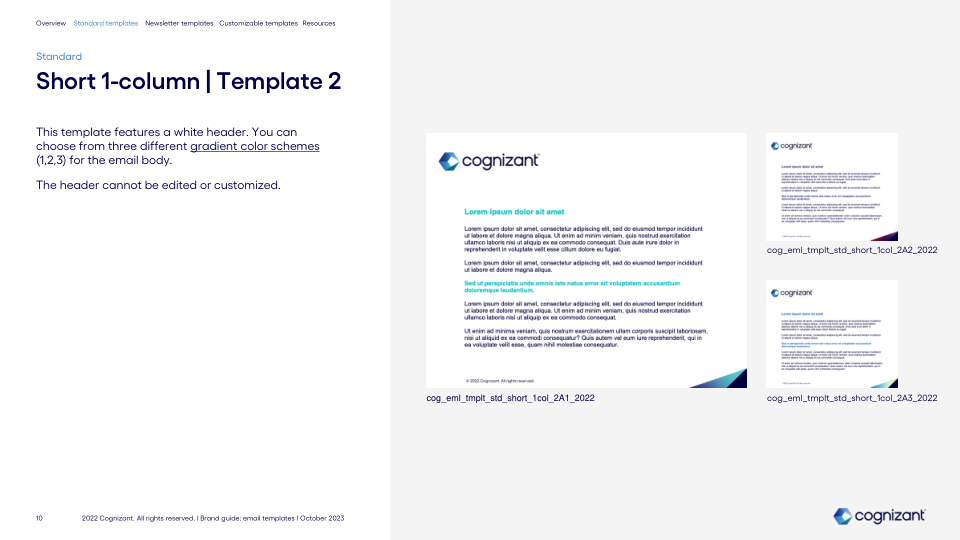 Overview Standard templates Newsletter templates Customizable templates Resources
Standard
Short 1-column | Template 2
This template features a white header. You can
choose from three different gradient color schemes
(1,2,3) for the email body.
The header cannot be edited or customized.
cognizant
Lorem ipsum dolor sit amet
Lorem ipsum dolor sit amet, consectetur adipiscing elit, sed do eiusmod tempor incididunt
ut labore et dolore magna aliqua. Ut enim ad minim veniam, quis nostrud exercitation
ullamco laboris nisi ut aliquip ex ea commodo consequat. Duis aute irure dolor in
reprehenderit in voluptate velit esse cillum dolore eu fugiat.
Lorem ipsum dolor sit amet, consectetur adipiscing elit, sed do eiusmod tempor incididunt
ut labore et dolore magna aliqua.
Sed ut perspiciatis unde omnis iste natus error sit voluptatem accusantium
doloremque laudantium.
Lorem ipsum dolor sit amet, consectetur adipiscing elit, sed do eiusmod tempor incididunt
ut labore et dolore magna aliqua. Ut enim ad minim veniam, quis nostrud exercitation
ullamco laboris nisi ut aliquip ex ea commodo consequat.
Ut enim ad minima veniam, quis nostrum exercitationem ullam corporis suscipit laboriosam,
nisi ut aliquid ex ea commodi consequatur? Quis autem vel eum iure reprehenderit, qui in
ea voluptate velit esse, quam nihil molestiae consequatur.
© 2022 Cognizant. All rights reserved.
cog_eml_tmplt_std_short_1col_2A1_2022
cognizant
Lorem ipsum dolor sit amet
cog_eml_tmplt_std_short_1col_2A2_2022
cognizant
Lorem ipsum dolor sit amet
cog_eml_tmplt_std_short_1col_2A3_2022
10 2022 Cognizant. All rights reserved. I Brand guide: email templates I October 2023
cognizant